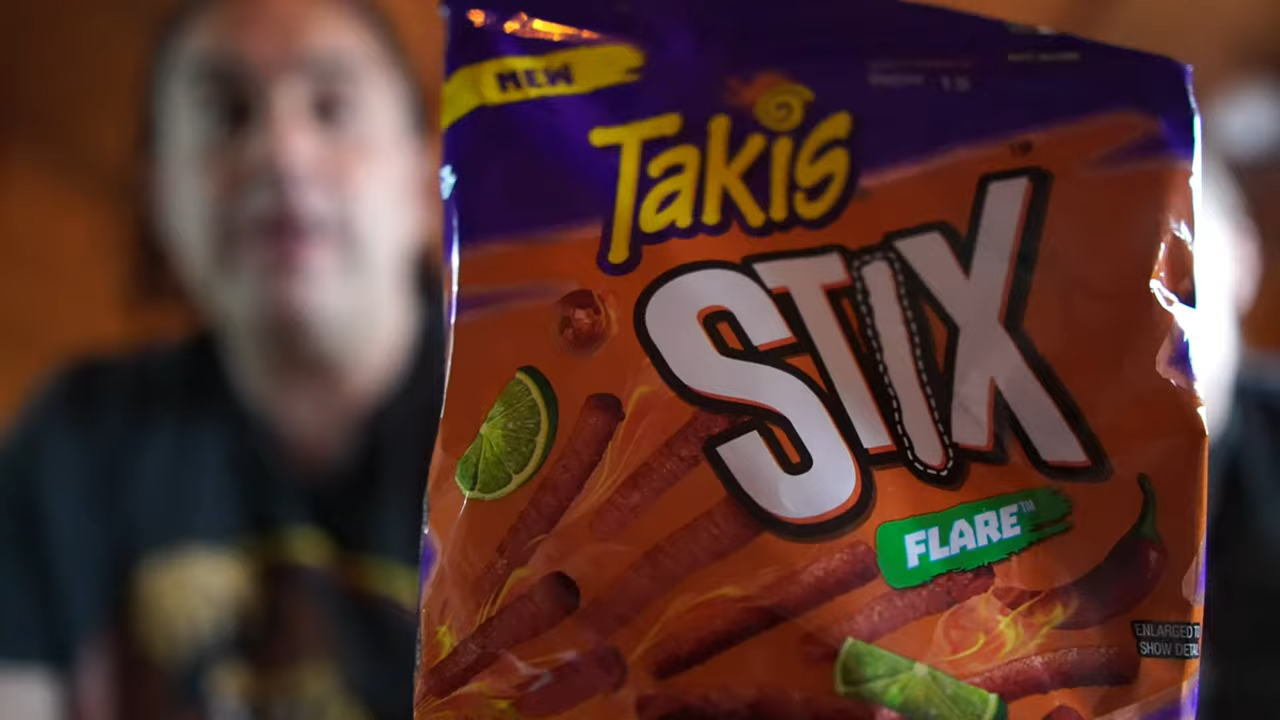 NEW
Takis
STIX
FLARE™
ENLARGED TO
SHOW DETAIL